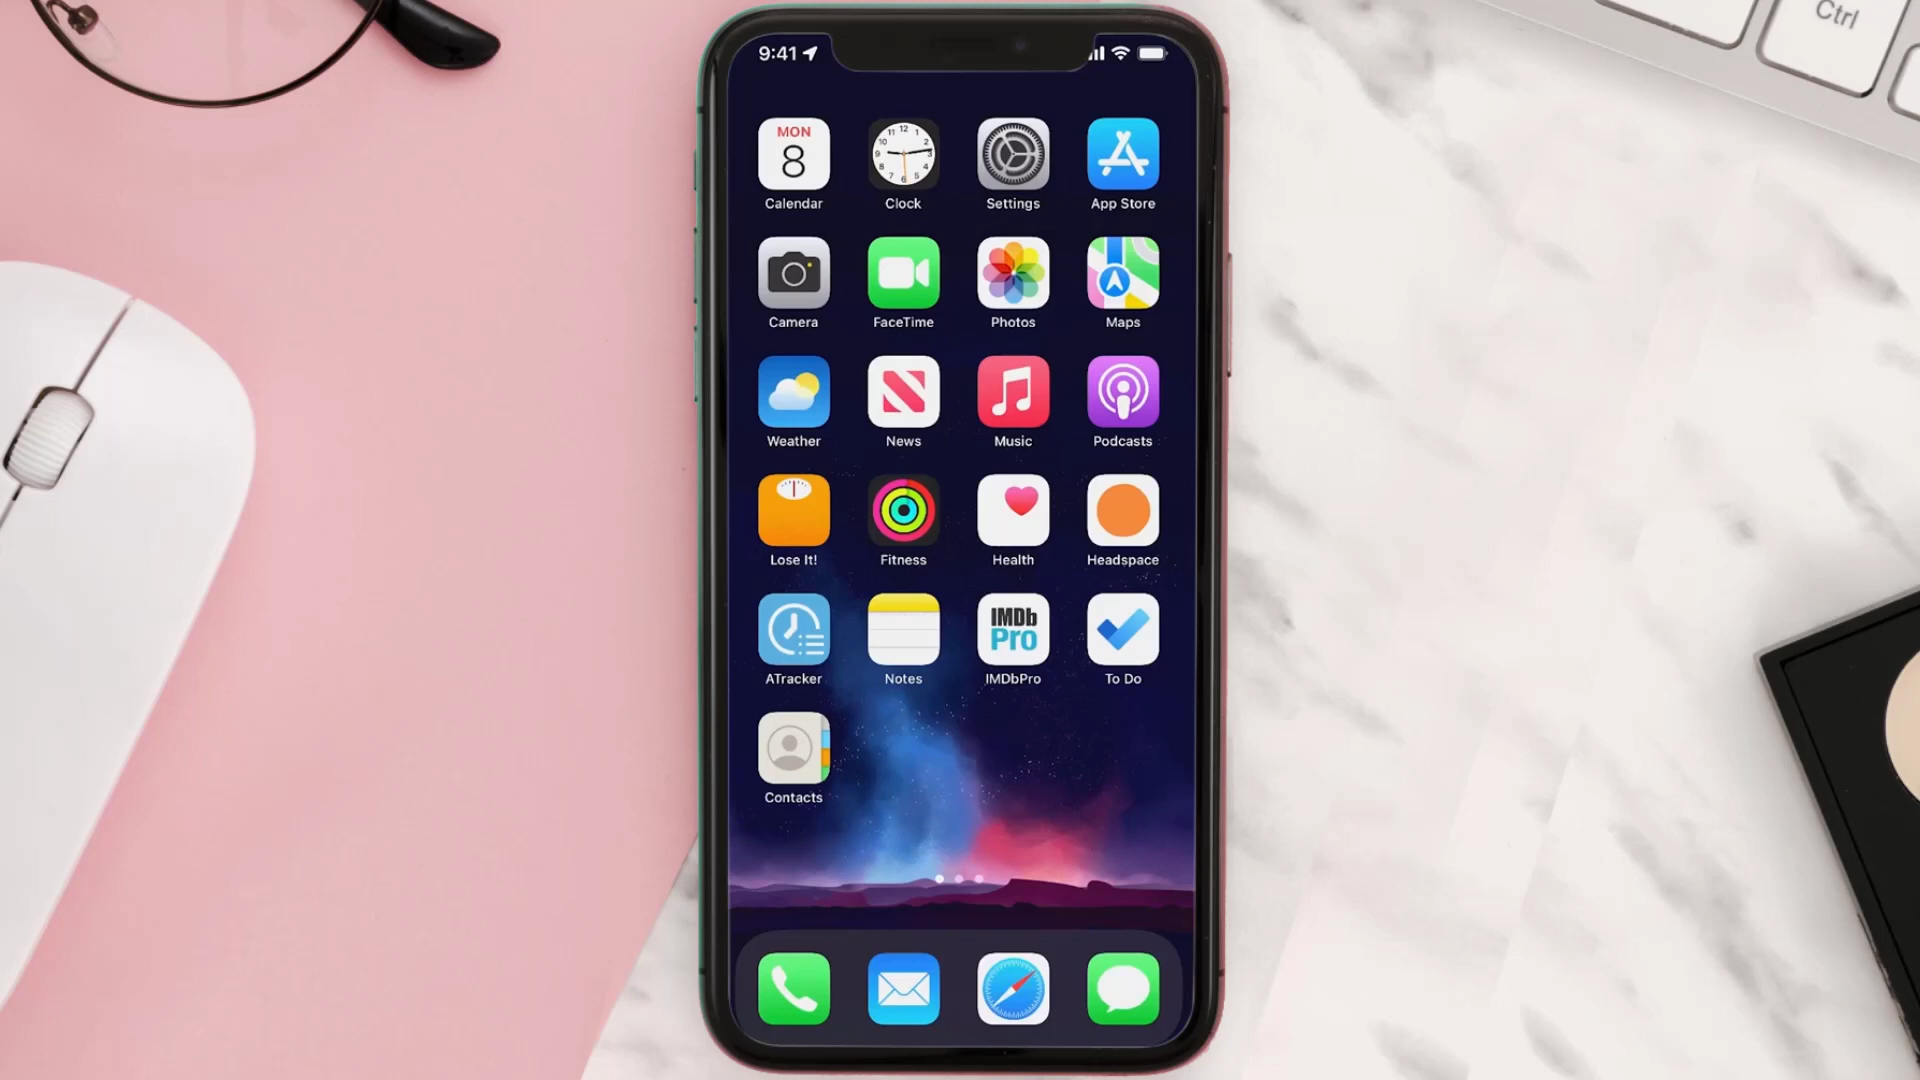 Ctrl
9:41
MON
8
Calendar
Clock
Settings
App Store
Camera
FaceTime
Photos
Maps
Weather
News
Music
Podcasts
Lose It!
Fitness
Health
Headspace
IMDb
Pro
ATracker
Notes
IMDbPro
To Do
Contacts